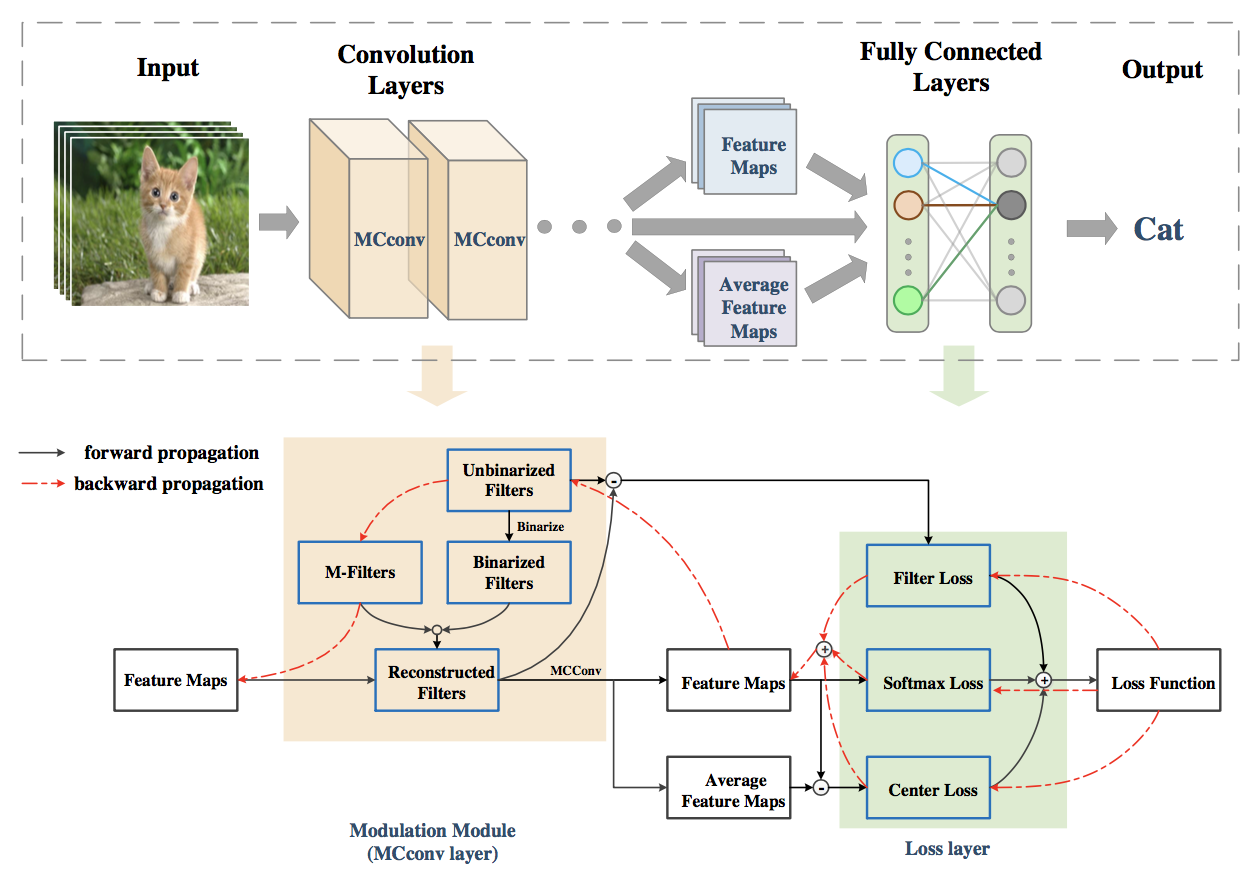 Input
Convolution
Layers
Fully Connected
Layers
Output
Feature
Maps
MCconv
MCconv
Cat
Average
Feature
Maps
forward propagation
backward propagation
Unbinarized
Filters
-
Binarize
M-Filters
Binarized
Filters
Filter Loss
Feature Maps
Reconstructed
Filters
MCConv
Feature Maps
+
Softmax Loss
+
Loss Function
Average
Feature Maps
-
Center Loss
Modulation Module
(MCconv layer)
Loss layer